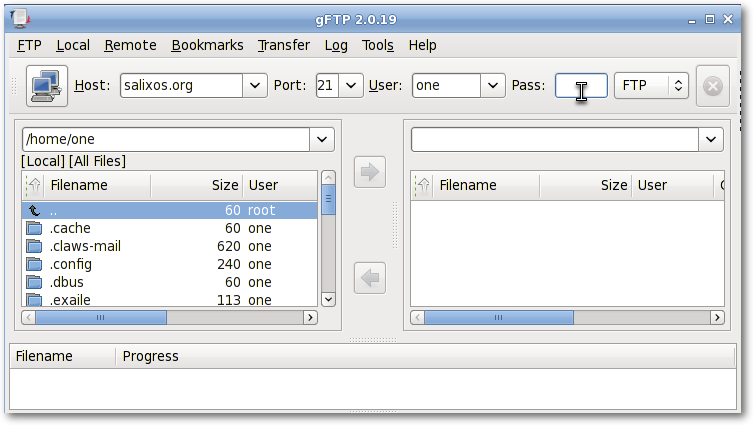 gFTP 2.0.19
FTP Local Remote Bookmarks Transfer Log Tools Help
Host: salixos.org Port: 21 User: one Pass: FTP
/home/one
[Local] [All Files]
Filename Size User
.. 60 root
.cache 60 one
.claws-mail 620 one
.config 240 one
.dbus 60 one
.exaile 113 one
Filename Size User
Filename Progress